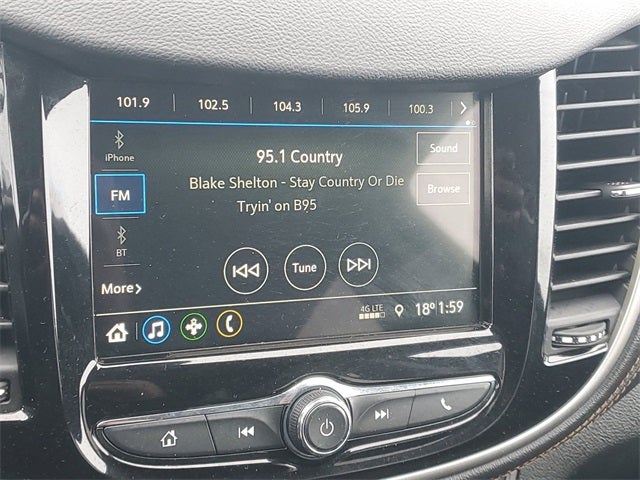 101.9 102.5 104.3 105.9 100.3
iPhone
95.1 Country
Sound
Blake Shelton - Stay Country Or Die
Browse
FM
Tryin' on B95
BT
Tune
More
4G LTE
18° 1:59